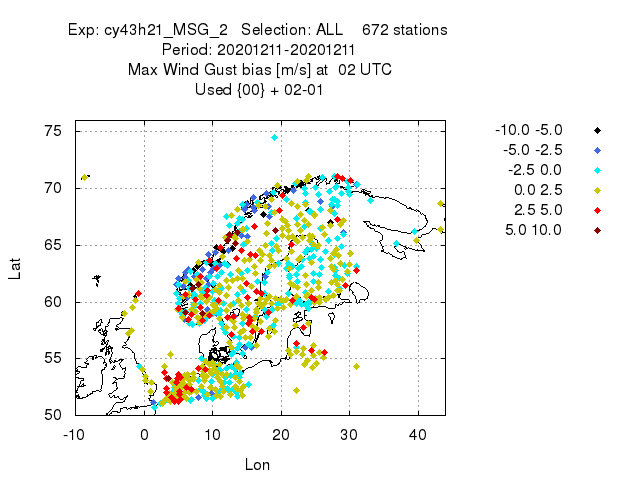 Exp: cy43h21_MSG_2   Selection: ALL    672 stations
Period: 20201211-20201211
Max Wind Gust bias [m/s] at  02 UTC
Used {00} + 02-01
-10.0 -5.0
-5.0 -2.5
-2.5 0.0
0.0 2.5
2.5 5.0
5.0 10.0
Lat
75
70
65
60
55
50
-10 0 10 20 30 40
Lon